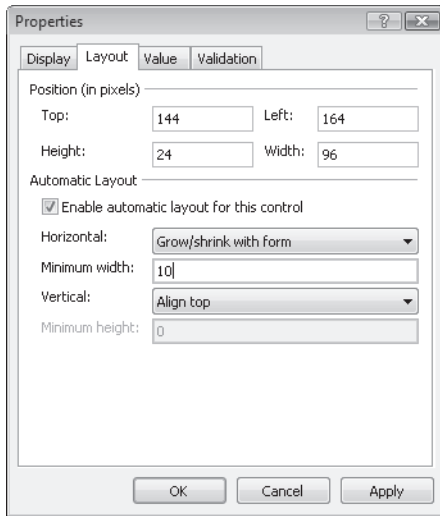 Properties
Display Layout Value Validation
Position (in pixels)
Top: 144 Left: 164
Height: 24 Width: 96
Automatic Layout
Enable automatic layout for this control
Horizontal: Grow/shrink with form
Minimum width: 10
Vertical: Align top
Minimum height: 0
OK Cancel Apply